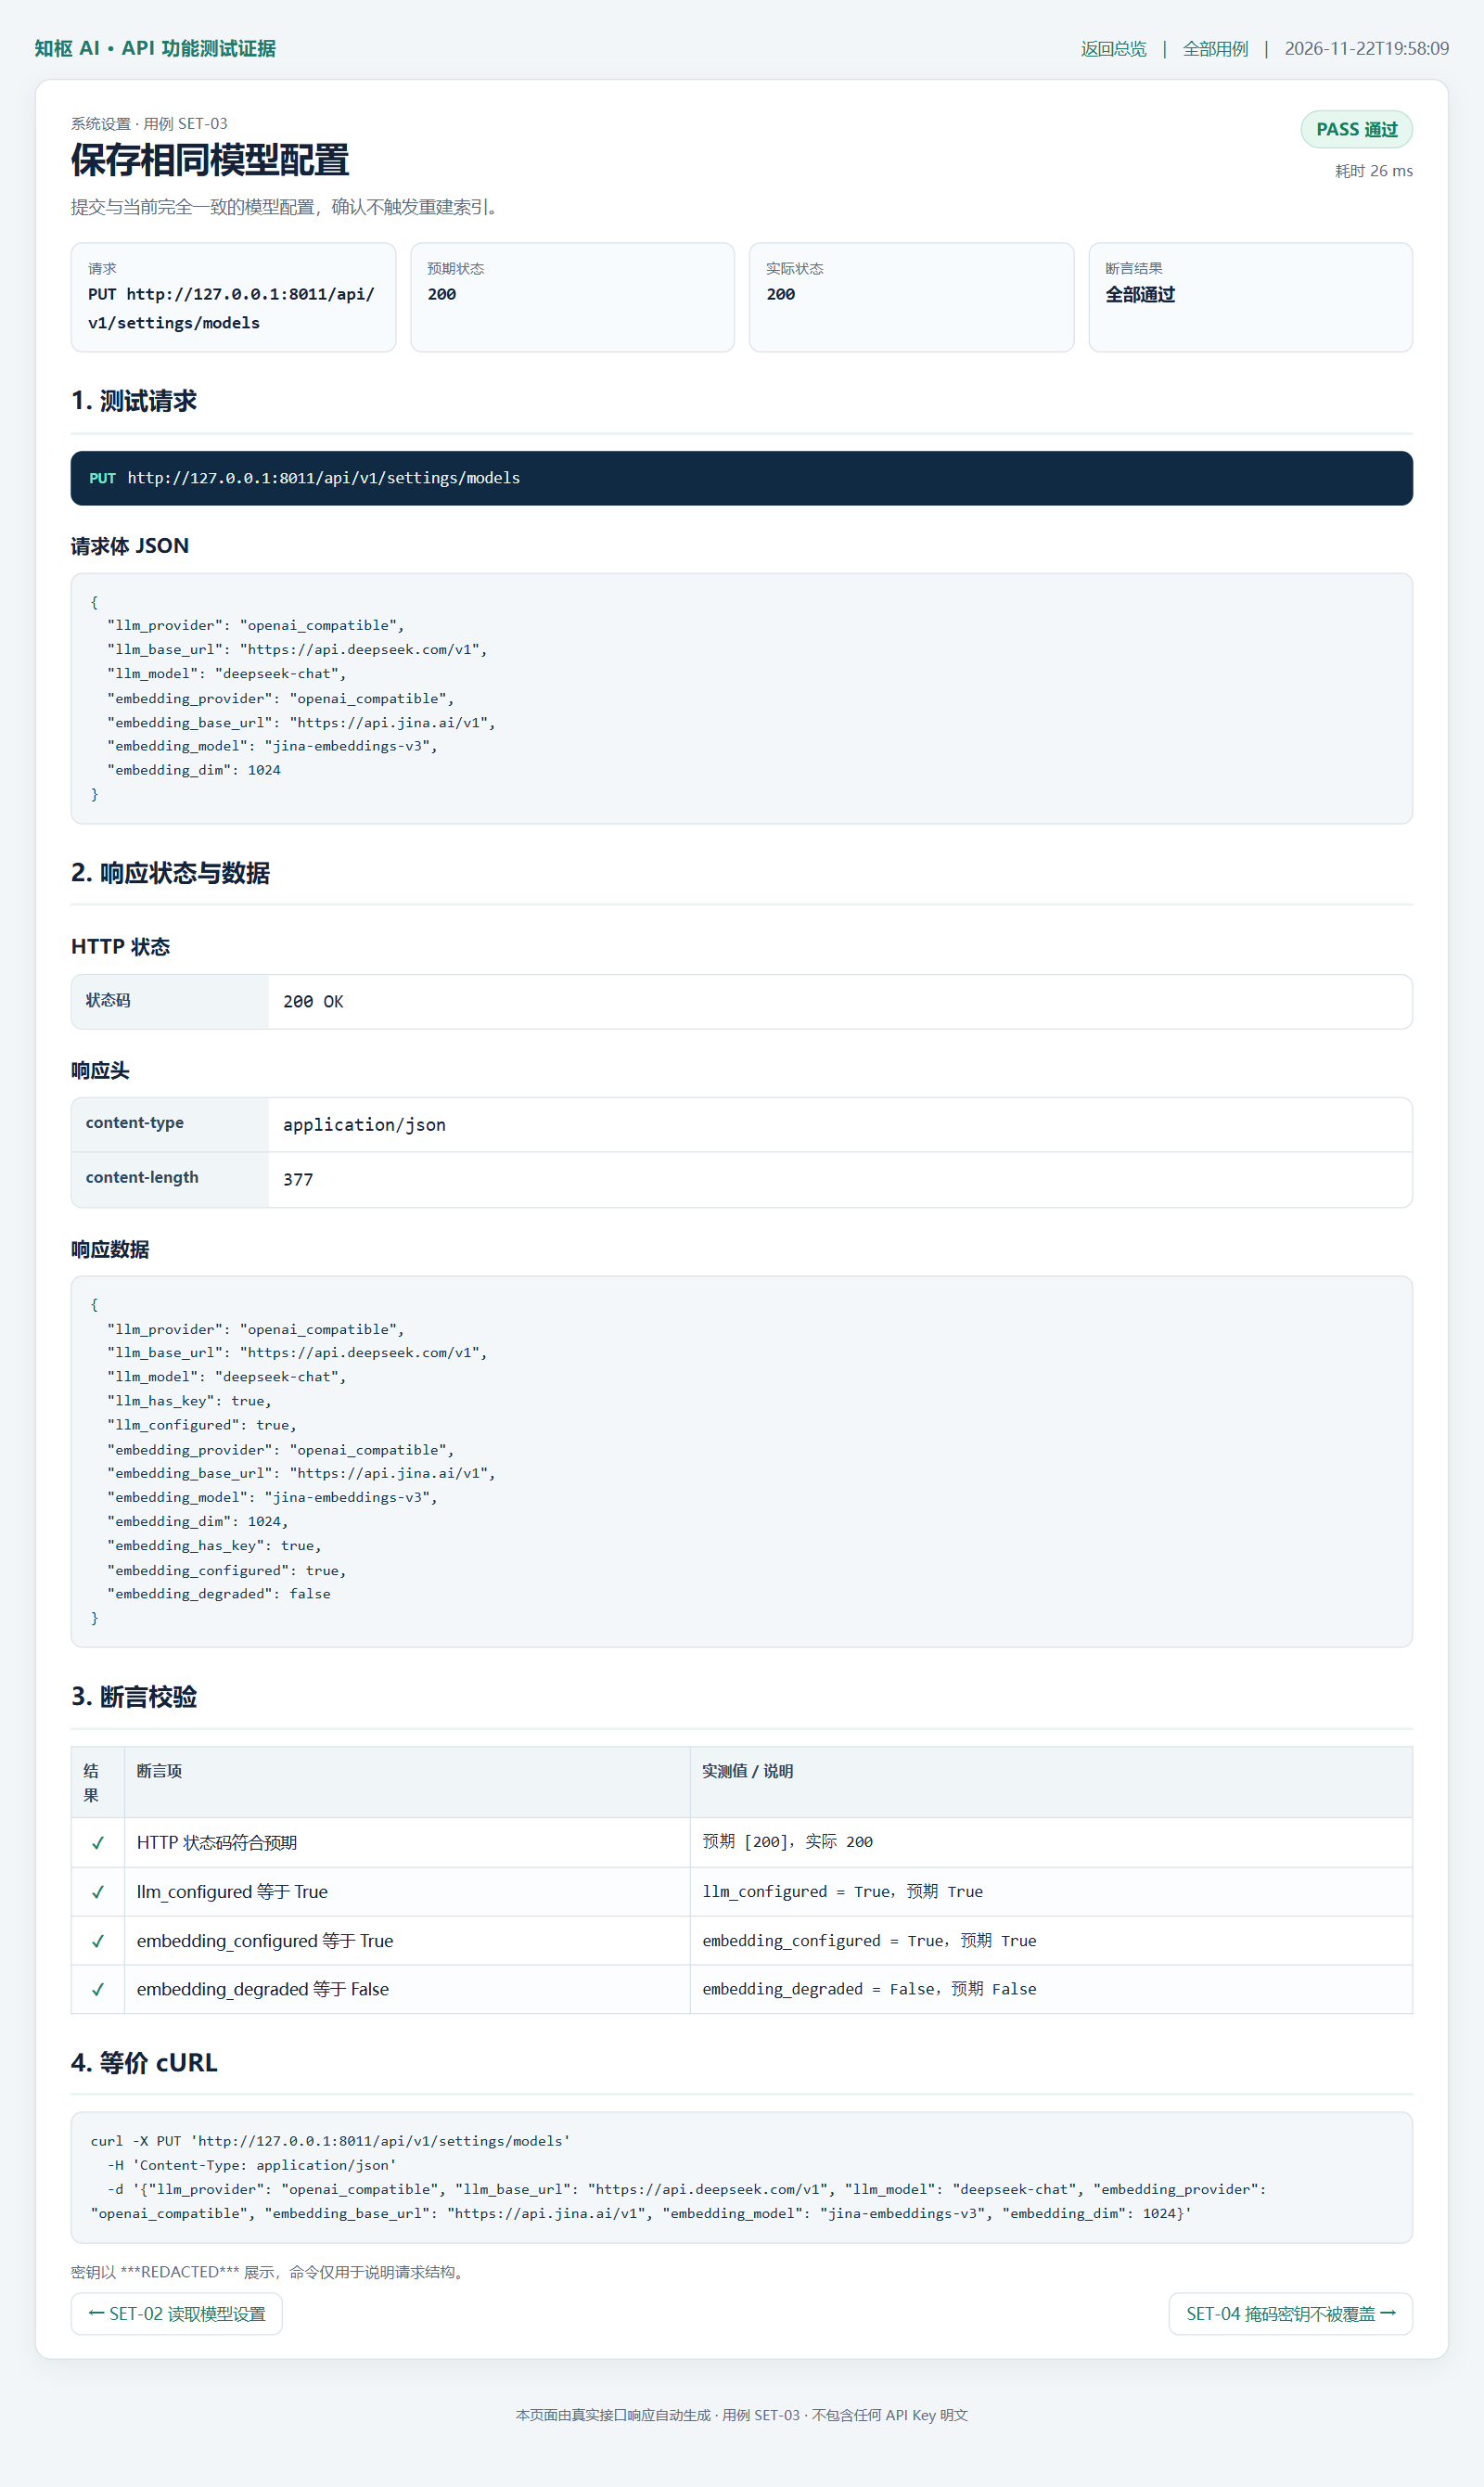 知枢 AI · API 功能测试证据
返回总览 | 全部用例 | 2026-11-22T19:58:09
系统设置 · 用例 SET-03
保存相同模型配置
PASS 通过
耗时 26 ms
提交与当前完全一致的模型配置，确认不触发重建索引。
请求
PUT http://127.0.0.1:8011/api/
v1/settings/models
预期状态
200
实际状态
200
断言结果
全部通过
1. 测试请求
PUT http://127.0.0.1:8011/api/v1/settings/models
请求体 JSON
{
  "llm_provider": "openai_compatible",
  "llm_base_url": "https://api.deepseek.com/v1",
  "llm_model": "deepseek-chat",
  "embedding_provider": "openai_compatible",
  "embedding_base_url": "https://api.jina.ai/v1",
  "embedding_model": "jina-embeddings-v3",
  "embedding_dim": 1024
}
2. 响应状态与数据
HTTP 状态
状态码 200 OK
响应头
content-type application/json
content-length 377
响应数据
{
  "llm_provider": "openai_compatible",
  "llm_base_url": "https://api.deepseek.com/v1",
  "llm_model": "deepseek-chat",
  "llm_has_key": true,
  "llm_configured": true,
  "embedding_provider": "openai_compatible",
  "embedding_base_url": "https://api.jina.ai/v1",
  "embedding_model": "jina-embeddings-v3",
  "embedding_dim": 1024,
  "embedding_has_key": true,
  "embedding_configured": true,
  "embedding_degraded": false
}
3. 断言校验
结果 断言项 实测值 / 说明
✓ HTTP 状态码符合预期 预期 [200]，实际 200
✓ llm_configured 等于 True llm_configured = True，预期 True
✓ embedding_configured 等于 True embedding_configured = True，预期 True
✓ embedding_degraded 等于 False embedding_degraded = False，预期 False
4. 等价 cURL
curl -X PUT 'http://127.0.0.1:8011/api/v1/settings/models'
  -H 'Content-Type: application/json'
  -d '{"llm_provider": "openai_compatible", "llm_base_url": "https://api.deepseek.com/v1", "llm_model": "deepseek-chat", "embedding_provider":
"openai_compatible", "embedding_base_url": "https://api.jina.ai/v1", "embedding_model": "jina-embeddings-v3", "embedding_dim": 1024}'
密钥以 ***REDACTED*** 展示，命令仅用于说明请求结构。
← SET-02 读取模型设置
SET-04 掩码密钥不被覆盖 →
本页面由真实接口响应自动生成 · 用例 SET-03 · 不包含任何 API Key 明文